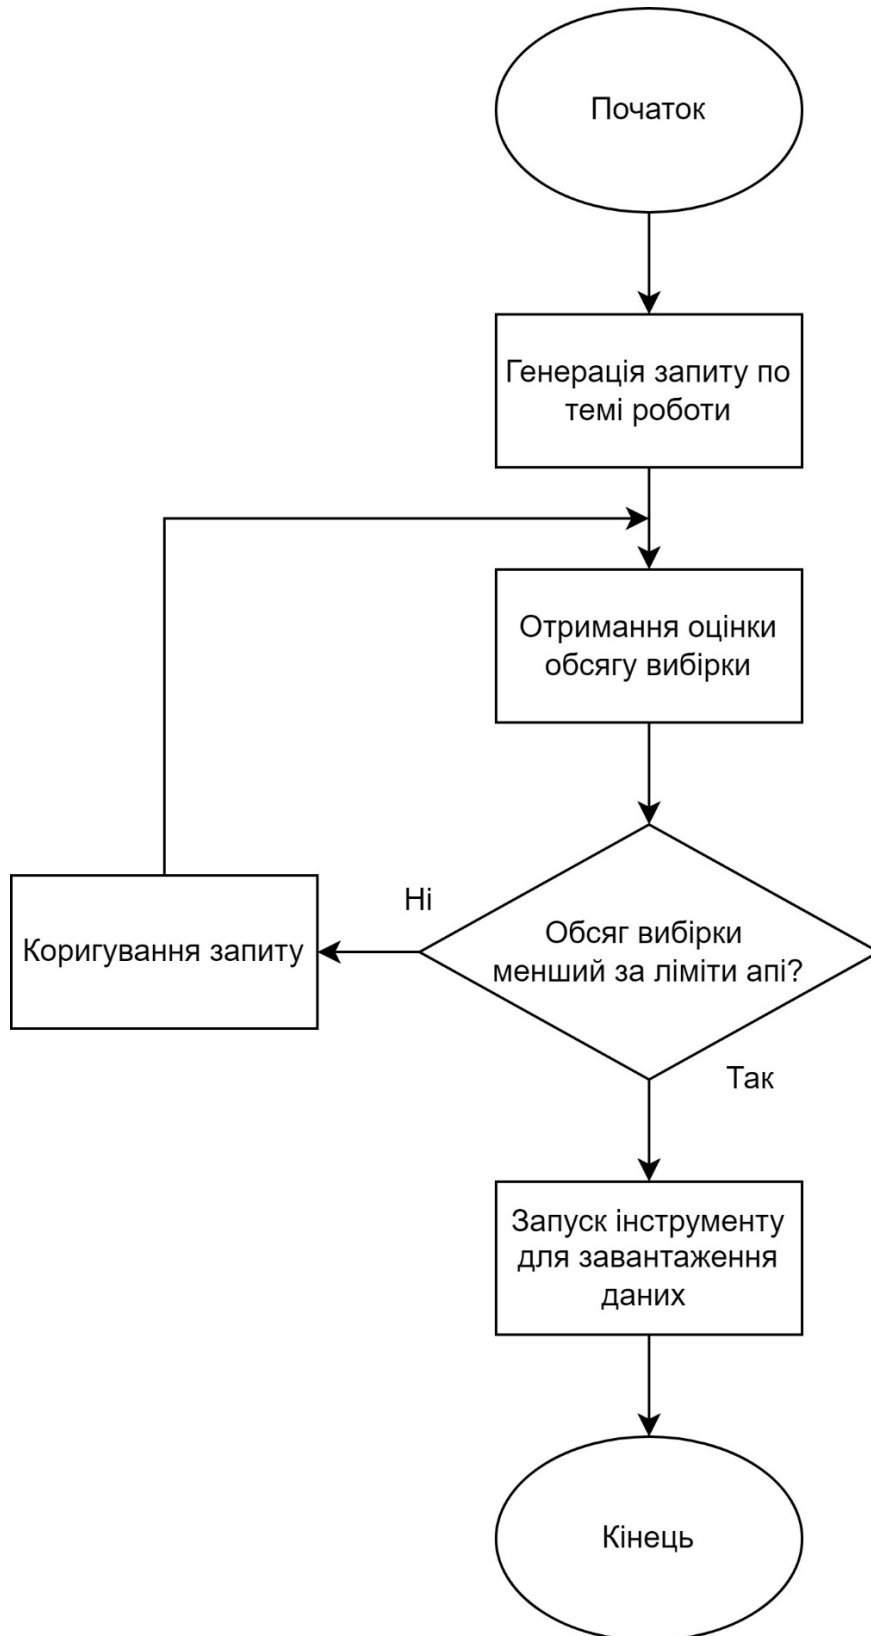 Початок
Генерація запиту по
темі роботи
Отримання оцінки
обсягу вибірки
Ні
Коригування запиту
Обсяг вибірки
менший за ліміти апі?
Так
Запуск інструменту
для завантаження
даних
Кінець